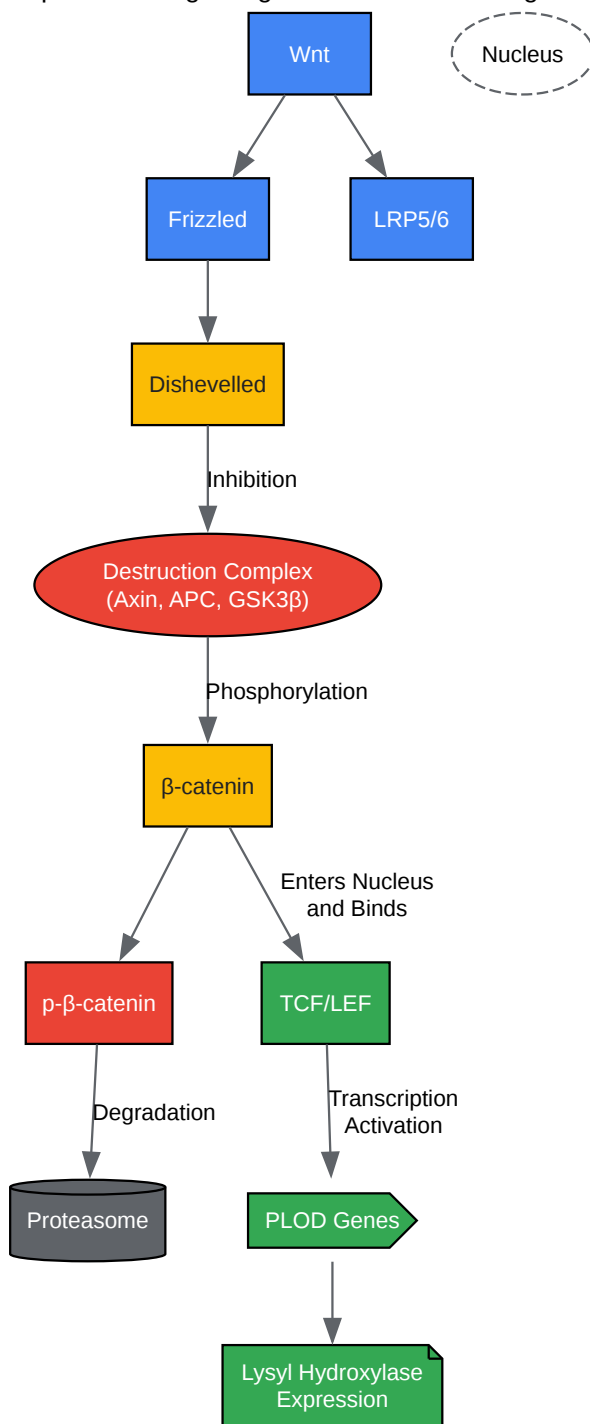 Wnt
Nucleus
Frizzled
LRP5/6
Dishevelled
Inhibition
Destruction Complex
(Axin, APC, GSK3β)
Phosphorylation
β-catenin
Enters Nucleus
and Binds
p-β-catenin
TCF/LEF
Degradation
Transcription
Activation
Proteasome
PLOD Genes
Lysyl Hydroxylase
Expression